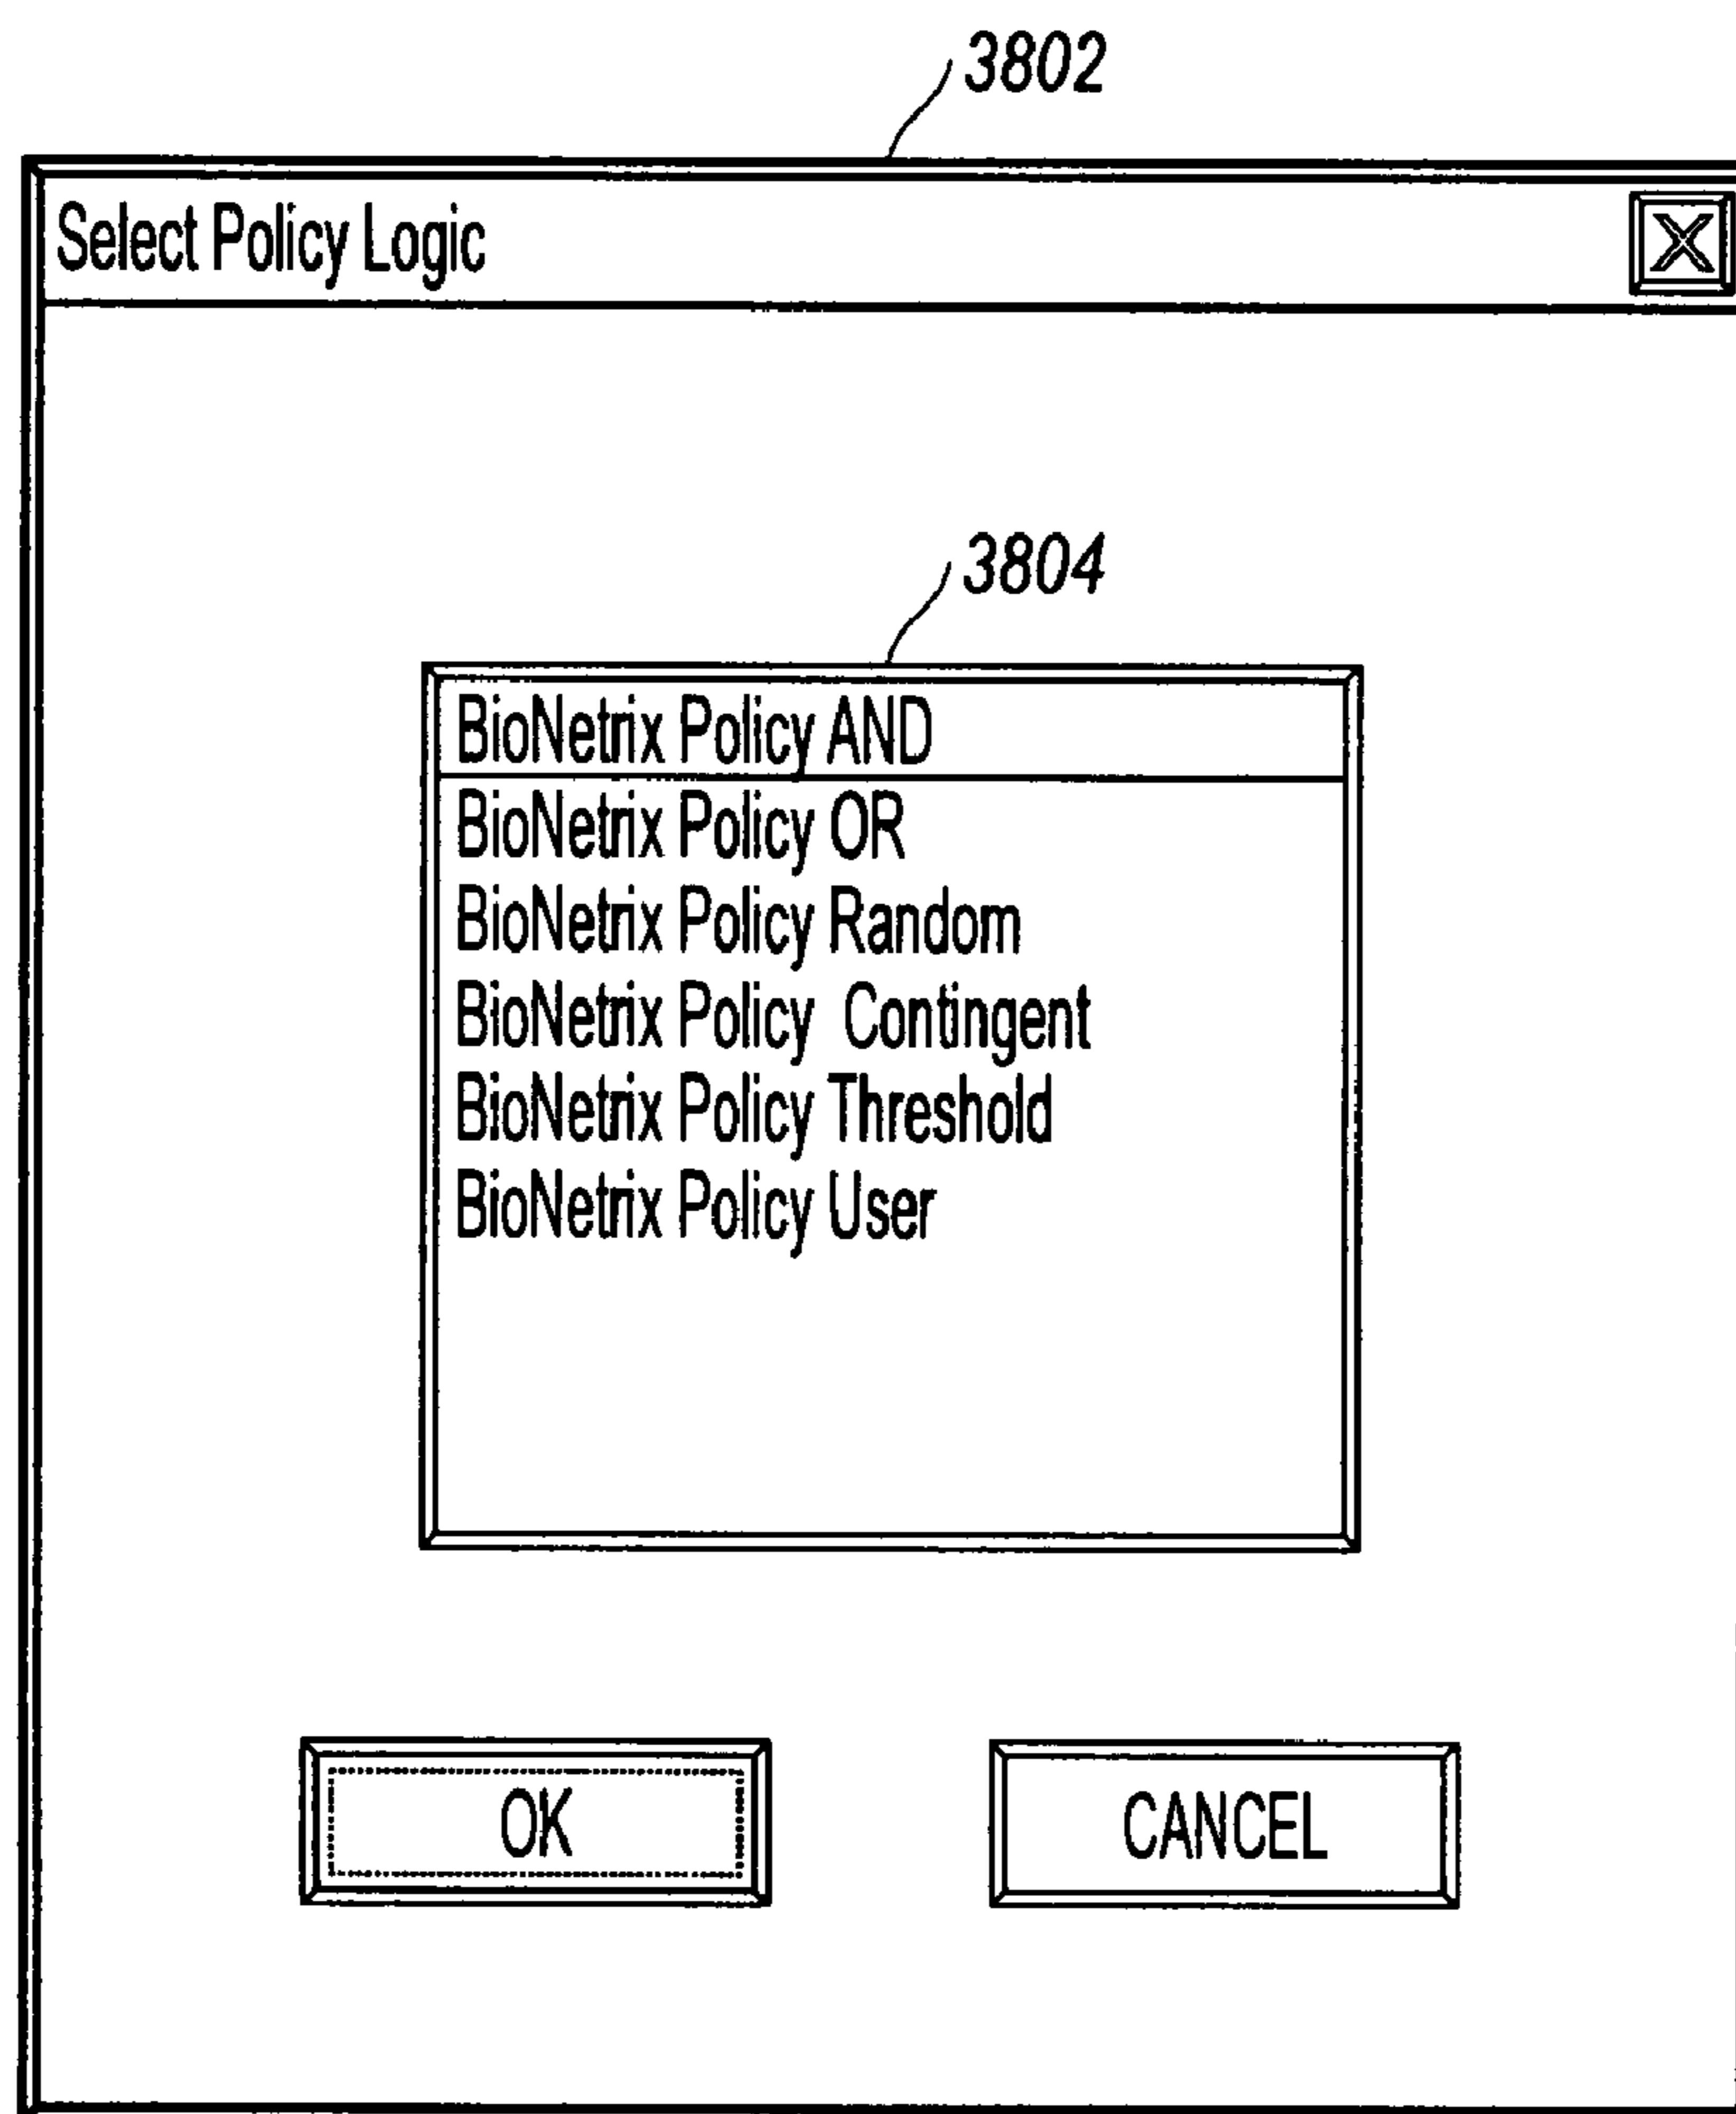 3802
Select Policy Logic X
3804
BioNetrix Policy AND
BioNetrix Policy OR
BioNetrix Policy Random
BioNetrix Policy Contingent
BioNetrix Policy Threshold
BioNetrix Policy User
OK CANCEL